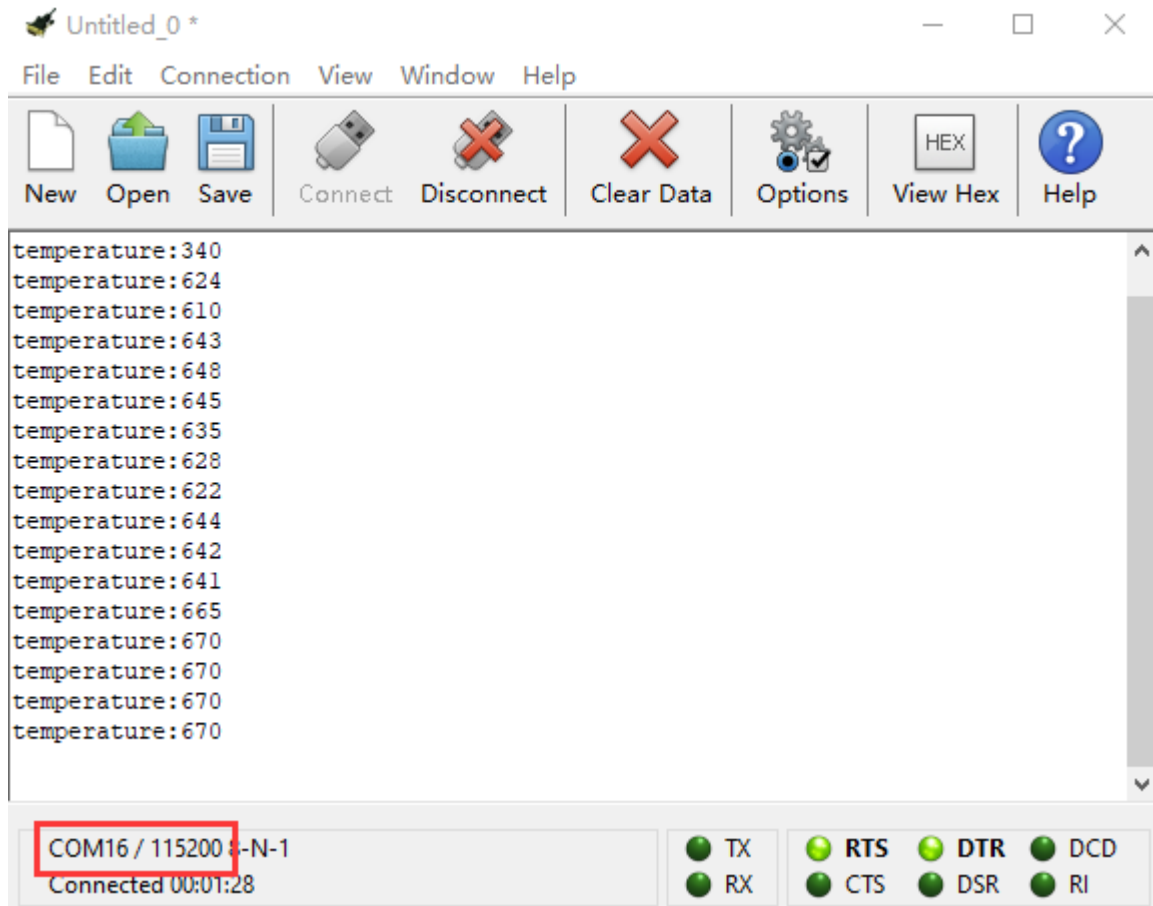 Untitled_0 *
File Edit Connection View Window Help
New Open Save Connect Disconnect Clear Data Options HEX View Hex ? Help
temperature:340
temperature:624
temperature:610
temperature:643
temperature:648
temperature:645
temperature:635
temperature:628
temperature:622
temperature:644
temperature:642
temperature:641
temperature:665
temperature:670
temperature:670
temperature:670
temperature:670
COM16 / 115200 8-N-1 TX RTS DTR DCD
Connected 00:01:28 RX CTS DSR RI